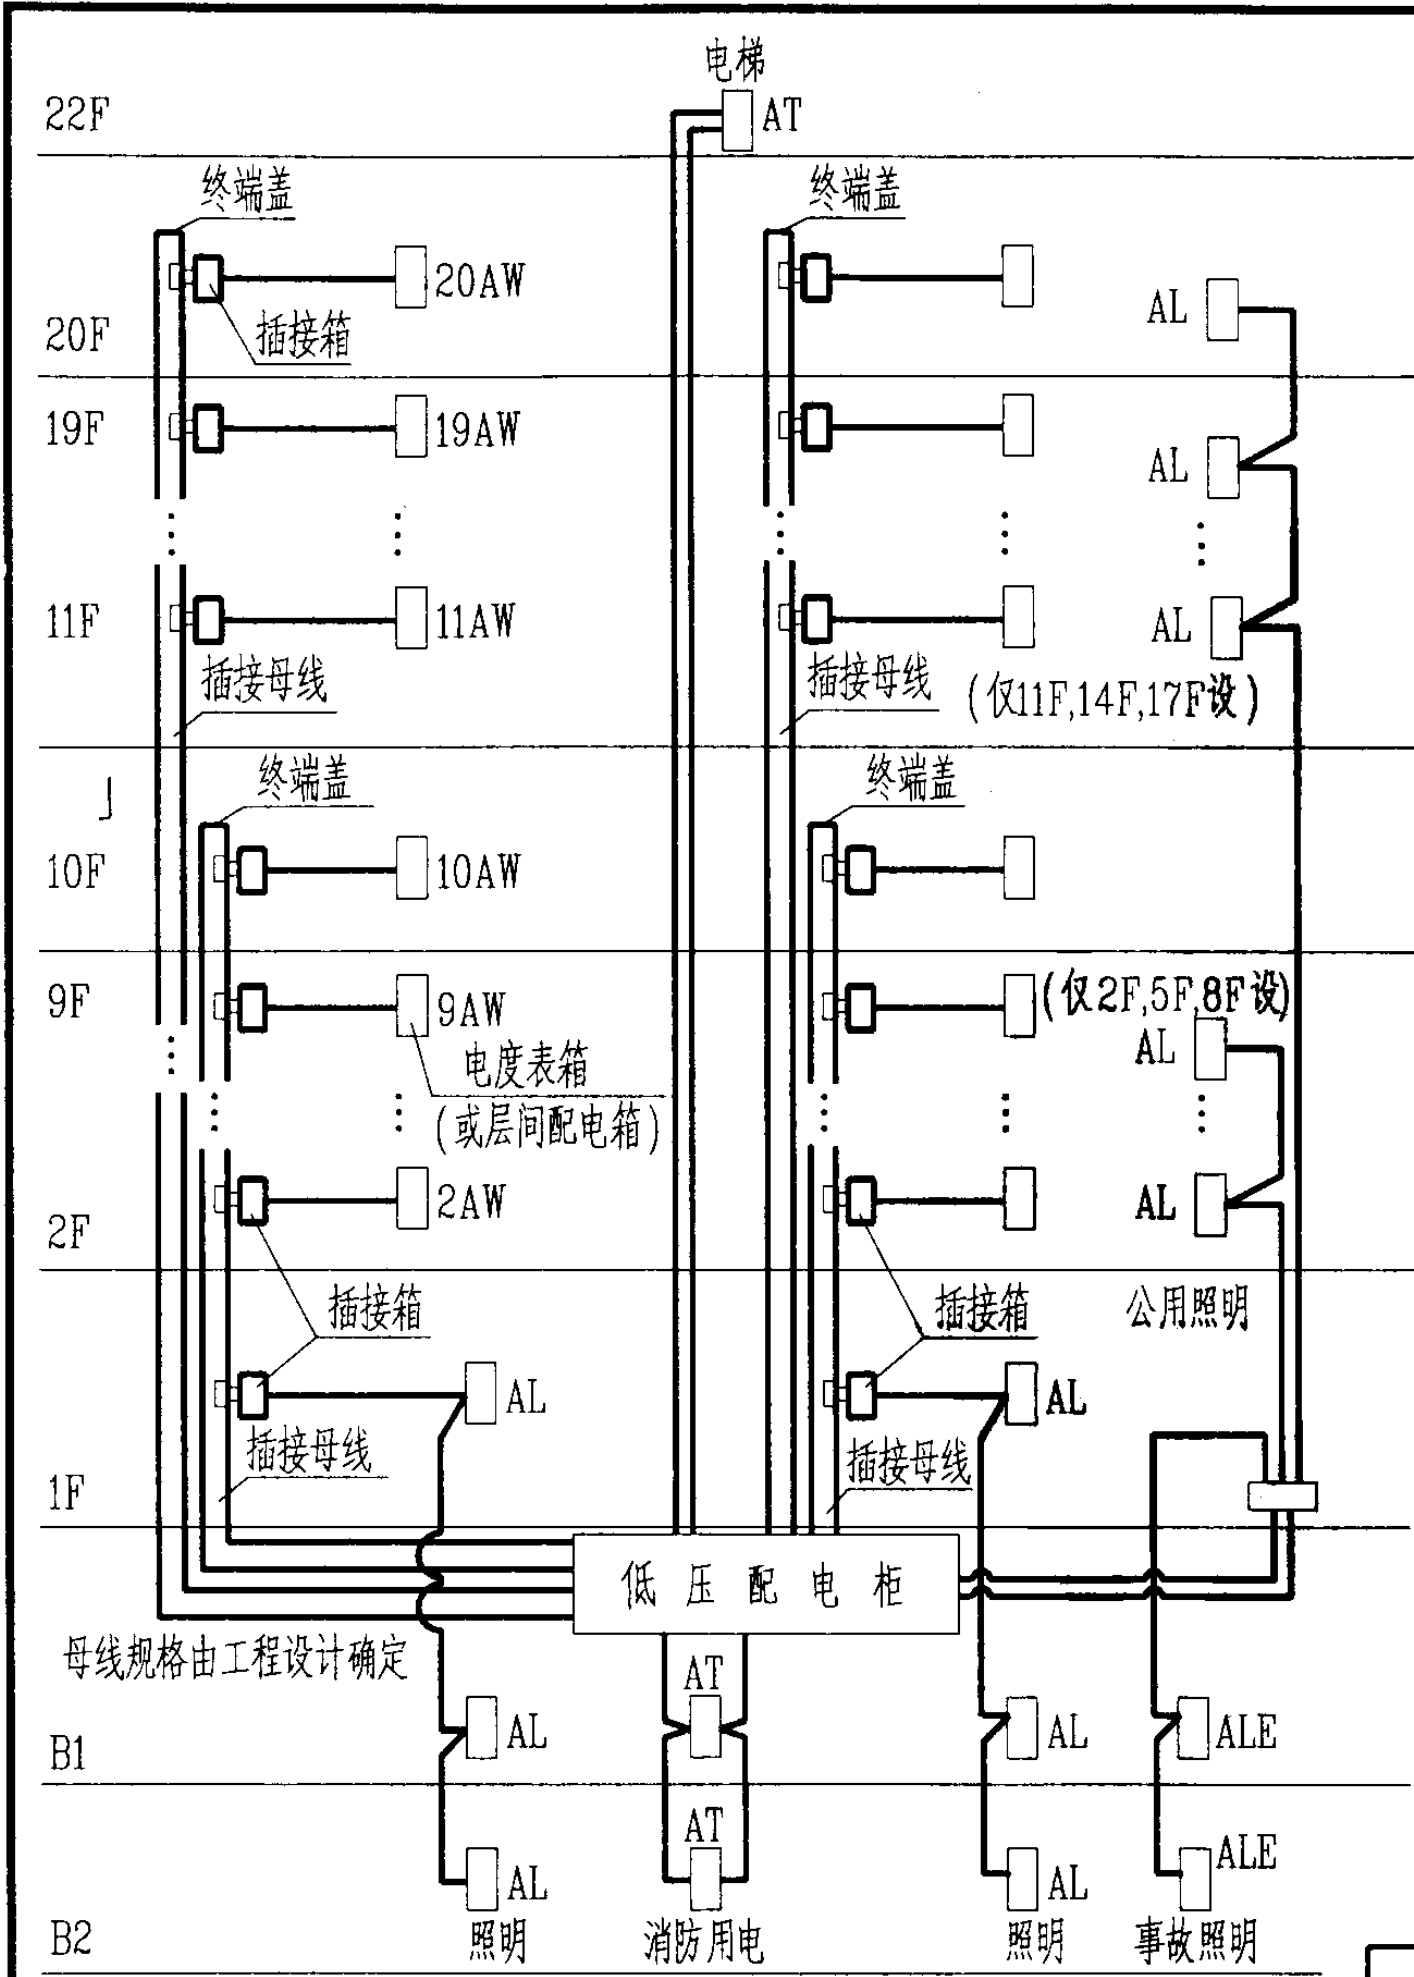 电梯
22F
AT
终端盖
终端盖
20AW
AL
插接箱
20F
19F
19AW
AL
11F
11AW
AL
插接母线
插接母线
(仅11F,14F,17F设)
终端盖
终端盖
10F
10AW
9F
9AW
(仅2F,5F,8F设)
AL
电度表箱
(或层间配电箱)
2AW
AL
2F
插接箱
插接箱
公用照明
AL
AL
插接母线
插接母线
1F
低压配电柜
母线规格由工程设计确定
AT
AL
AL
ALE
B1
AT
ALE
AL
AL
B2
照明
消防用电
照明
事故照明